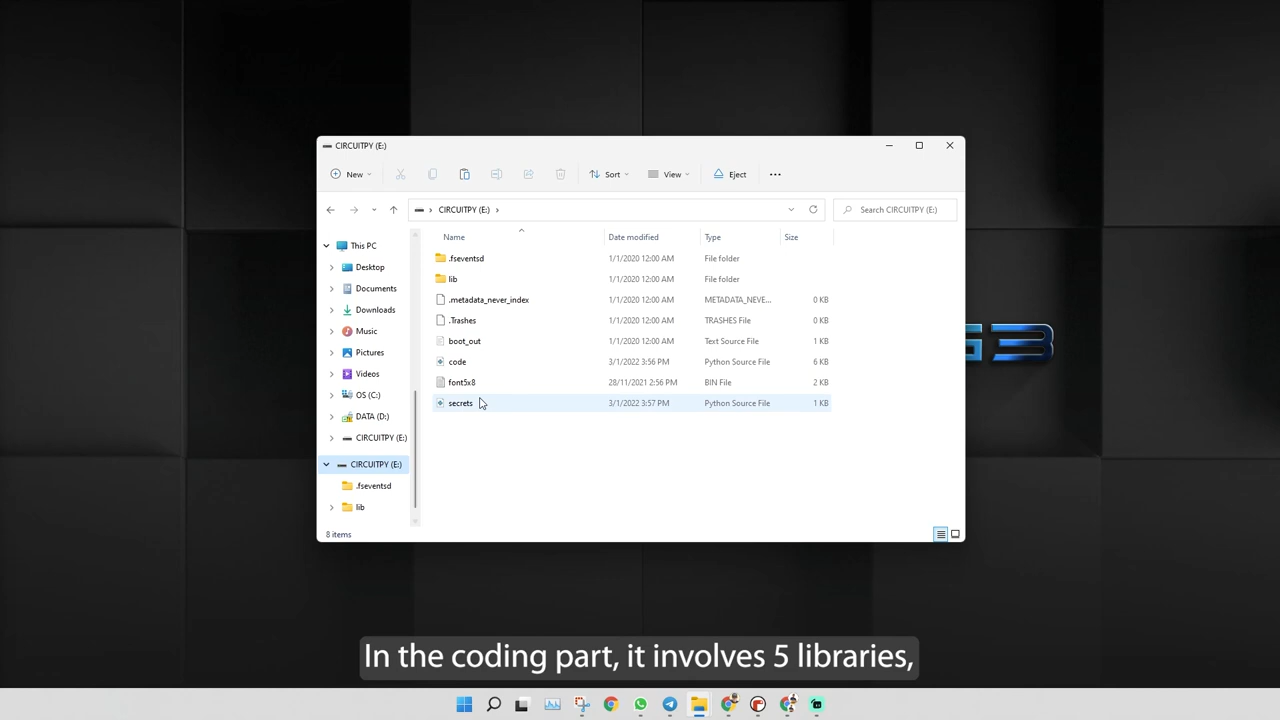 CIRCUITPY (E:)
New
Sort
View
Eject
CIRCUITPY (E:)
Search CIRCUITPY (E:)
This PC
Desktop
Documents
Downloads
Music
Pictures
Videos
OS (C:)
DATA (D:)
CIRCUITPY (E:)
CIRCUITPY (E:)
.fseventsd
lib
Name Date modified Type Size
.fseventsd 1/1/2020 12:00 AM File folder
lib 1/1/2020 12:00 AM File folder
.metadata_never_index 1/1/2020 12:00 AM METADATA_NEVE... 0 KB
.Trashes 1/1/2020 12:00 AM TRASHES File 0 KB
boot_out 1/1/2020 12:00 AM Text Source File 1 KB
code 3/1/2022 3:56 PM Python Source File 6 KB
font5x8 28/11/2021 2:56 PM BIN File 2 KB
secrets 3/1/2022 3:57 PM Python Source File 1 KB
8 items
G3
In the coding part, it involves 5 libraries,